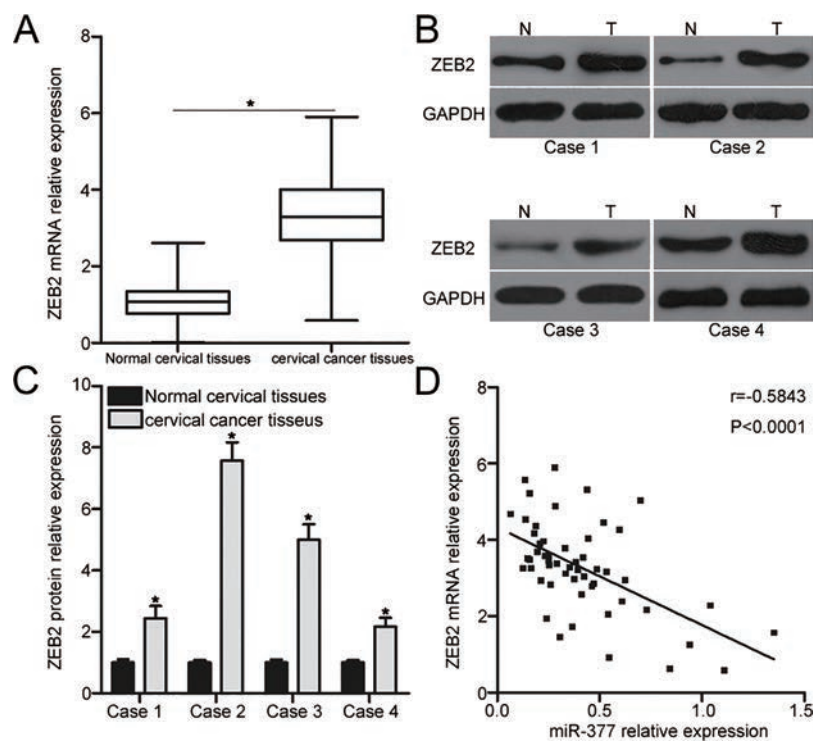 A
ZEB2 mRNA relative expression
8
6
4
2
0
*
Normal cervical tissues
cervical cancer tissues
B
N T N T
ZEB2
GAPDH
Case 1 Case 2
N T N T
ZEB2
GAPDH
Case 3 Case 4
C
ZEB2 protein relative expression
10
8
6
4
2
0
Normal cervical tissues
cervical cancer tisseus
* * * *
Case 1 Case 2 Case 3 Case 4
D
ZEB2 mRNA relative expression
8
6
4
2
0
r=-0.5843
P<0.0001
0.0 0.5 1.0 1.5
miR-377 relative expression